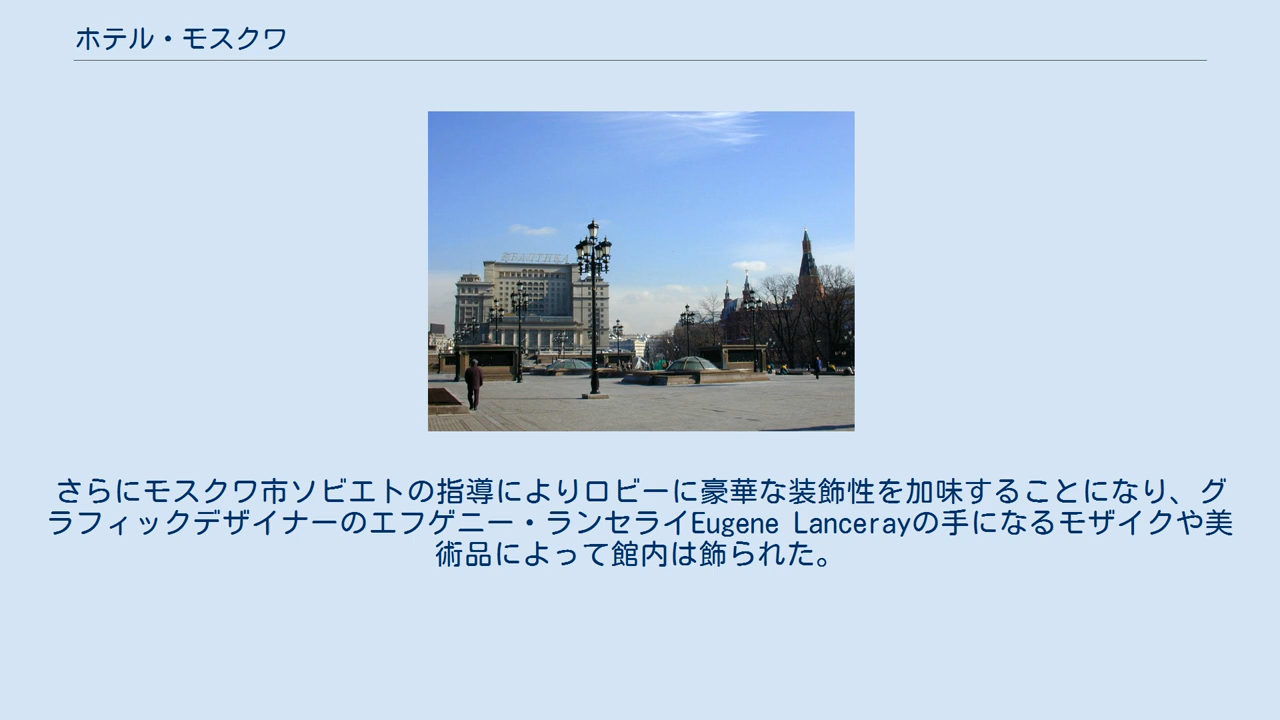 ホテル・モスクワ
さらにモスクワ市ソビエトの指導によりロビーに豪華な装飾性を加味することになり、グ
ラフィックデザイナーのエフゲニー・ランセライEugene Lancerayの手になるモザイクや美
術品によって館内は飾られた。